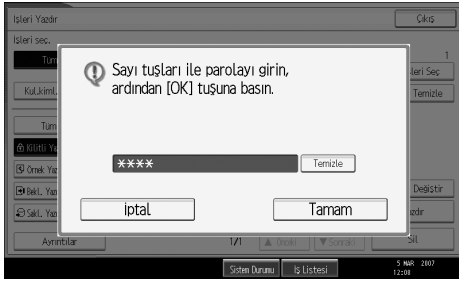 İşleri Yazdır
Çıkış
İşleri seç.
Sayı tuşları ile parolayı girin,
ardından [OK] tuşuna basın.
1
Tüm
İşleri Seç
Kul.kiml.
Temizle
Tüm
Kilitli Ya
****
Temizle
Örnek Yaz
Bekl. Yaz
Değiştir
Sakl. Yaz
İptal
Tamam
Ayrıntılar
1/1
Önceki
Sonraki
Sil
Sistem Durumu
İş Listesi
5 MAR 2007
12:08